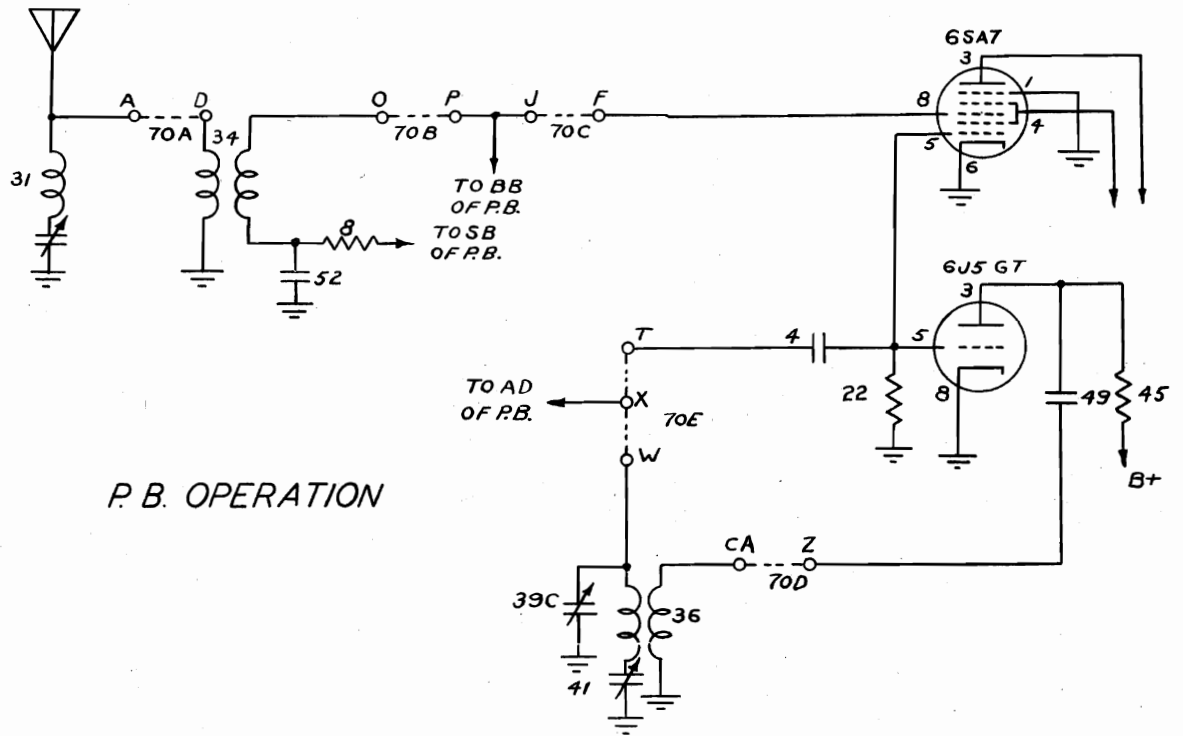 6SA7
3
1
8
4
5
6
A
D
70A
34
O
P
70B
J
F
70C
31
TO BB
OF P.B.
8
TO SB
OF P.B.
52
6J5 GT
3
T
4
5
8
22
49
45
B+
TO AD
OF P.B.
X
70E
W
P. B. OPERATION
CA
Z
70D
39C
36
41